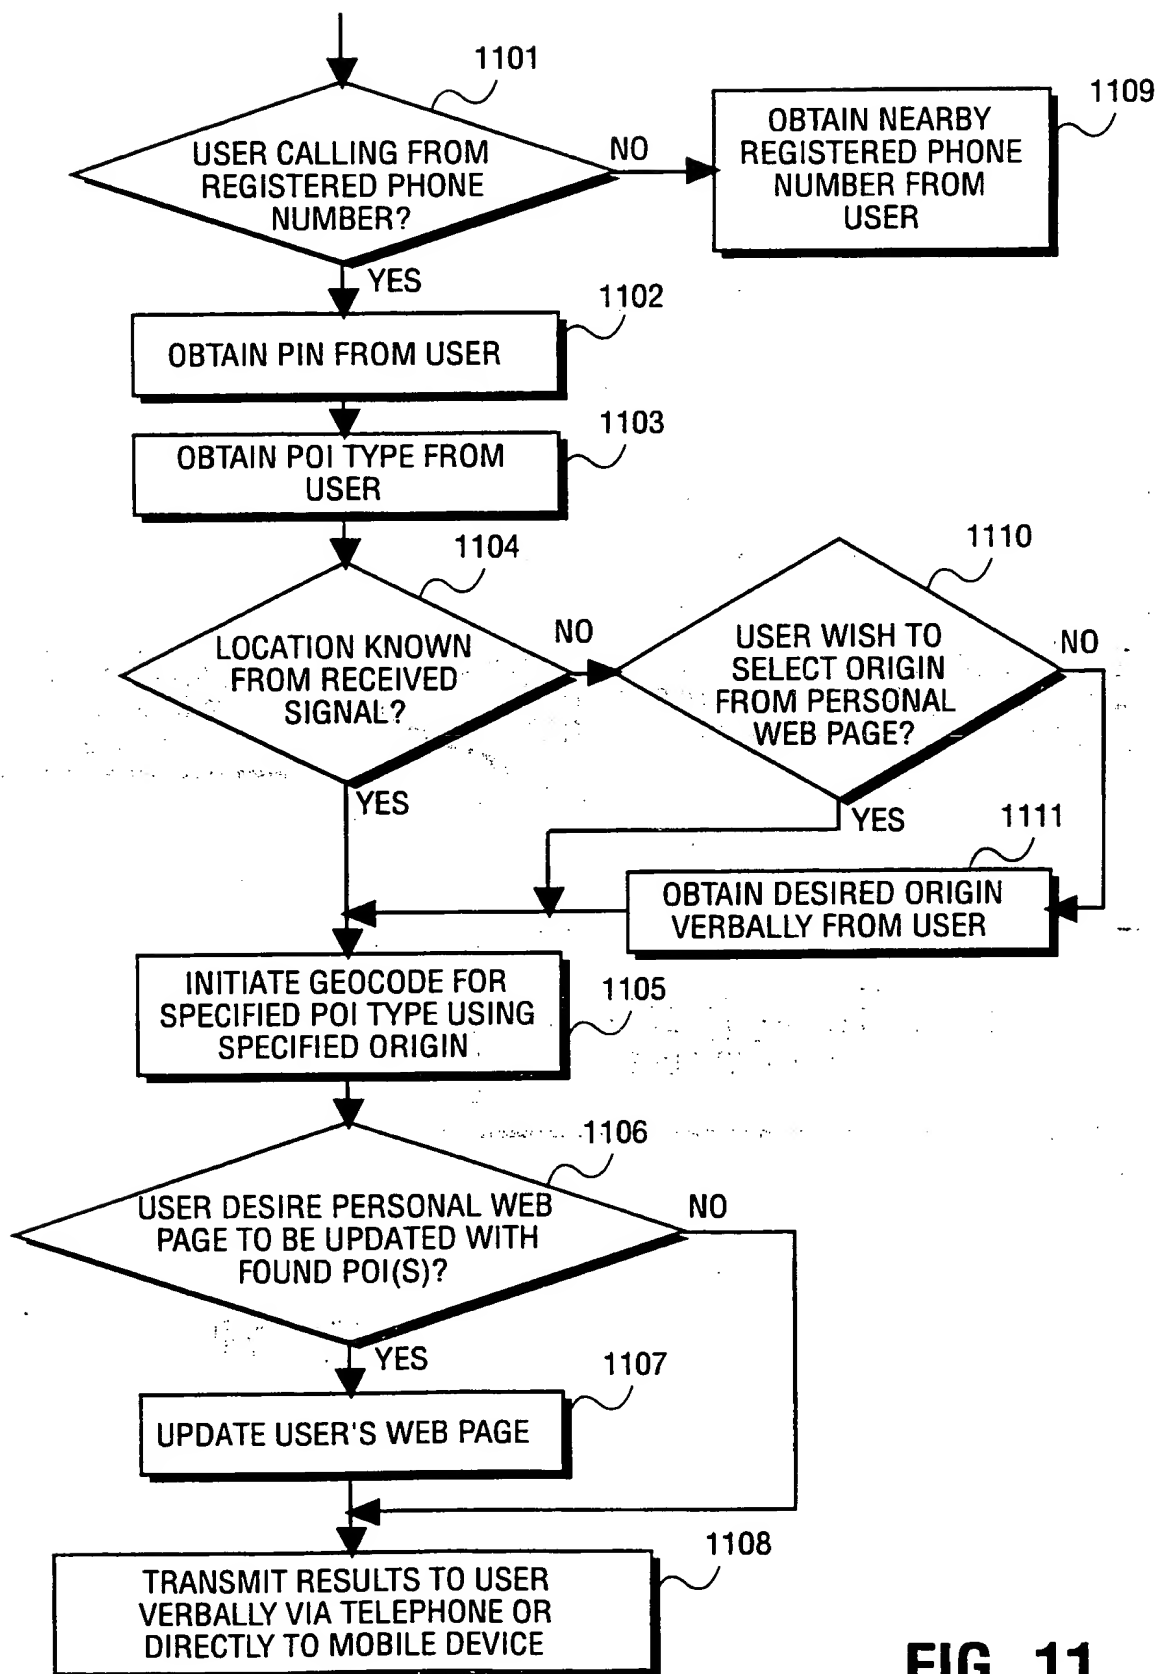 1101
USER CALLING FROM
REGISTERED PHONE
NUMBER?
NO
1109
OBTAIN NEARBY
REGISTERED PHONE
NUMBER FROM
USER
YES
1102
OBTAIN PIN FROM USER
1103
OBTAIN POI TYPE FROM
USER
1104
LOCATION KNOWN
FROM RECEIVED
SIGNAL?
NO
1110
USER WISH TO
SELECT ORIGIN
FROM PERSONAL
WEB PAGE?
NO
YES
YES
1111
OBTAIN DESIRED ORIGIN
VERBALLY FROM USER
INITIATE GEOCODE FOR
SPECIFIED POI TYPE USING
SPECIFIED ORIGIN
1105
1106
USER DESIRE PERSONAL WEB
PAGE TO BE UPDATED WITH
FOUND POI(S)?
NO
YES
1107
UPDATE USER'S WEB PAGE
1108
TRANSMIT RESULTS TO USER
VERBALLY VIA TELEPHONE OR
DIRECTLY TO MOBILE DEVICE
FIG. 11